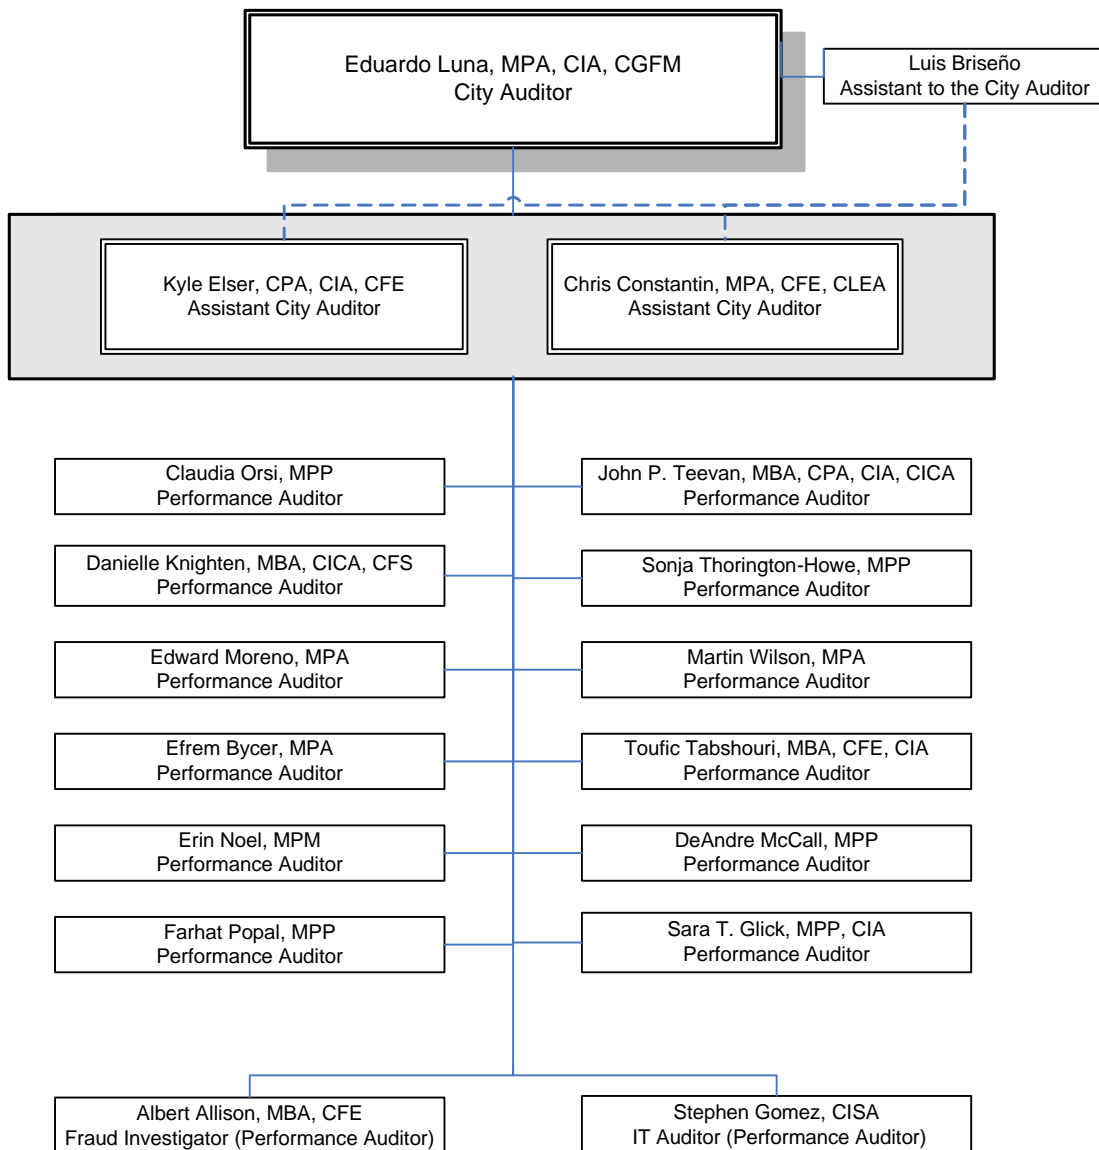 Eduardo Luna, MPA, CIA, CGFM
City Auditor
Luis Briseño
Assistant to the City Auditor
Kyle Elser, CPA, CIA, CFE
Assistant City Auditor
Chris Constantin, MPA, CFE, CLEA
Assistant City Auditor
Claudia Orsi, MPP
Performance Auditor
John P. Teevan, MBA, CPA, CIA, CICA
Performance Auditor
Danielle Knighten, MBA, CICA, CFS
Performance Auditor
Sonja Thorington-Howe, MPP
Performance Auditor
Edward Moreno, MPA
Performance Auditor
Martin Wilson, MPA
Performance Auditor
Efrem Bycer, MPA
Performance Auditor
Toufic Tabshouri, MBA, CFE, CIA
Performance Auditor
Erin Noel, MPM
Performance Auditor
DeAndre McCall, MPP
Performance Auditor
Farhat Popal, MPP
Performance Auditor
Sara T. Glick, MPP, CIA
Performance Auditor
Albert Allison, MBA, CFE
Fraud Investigator (Performance Auditor)
Stephen Gomez, CISA
IT Auditor (Performance Auditor)